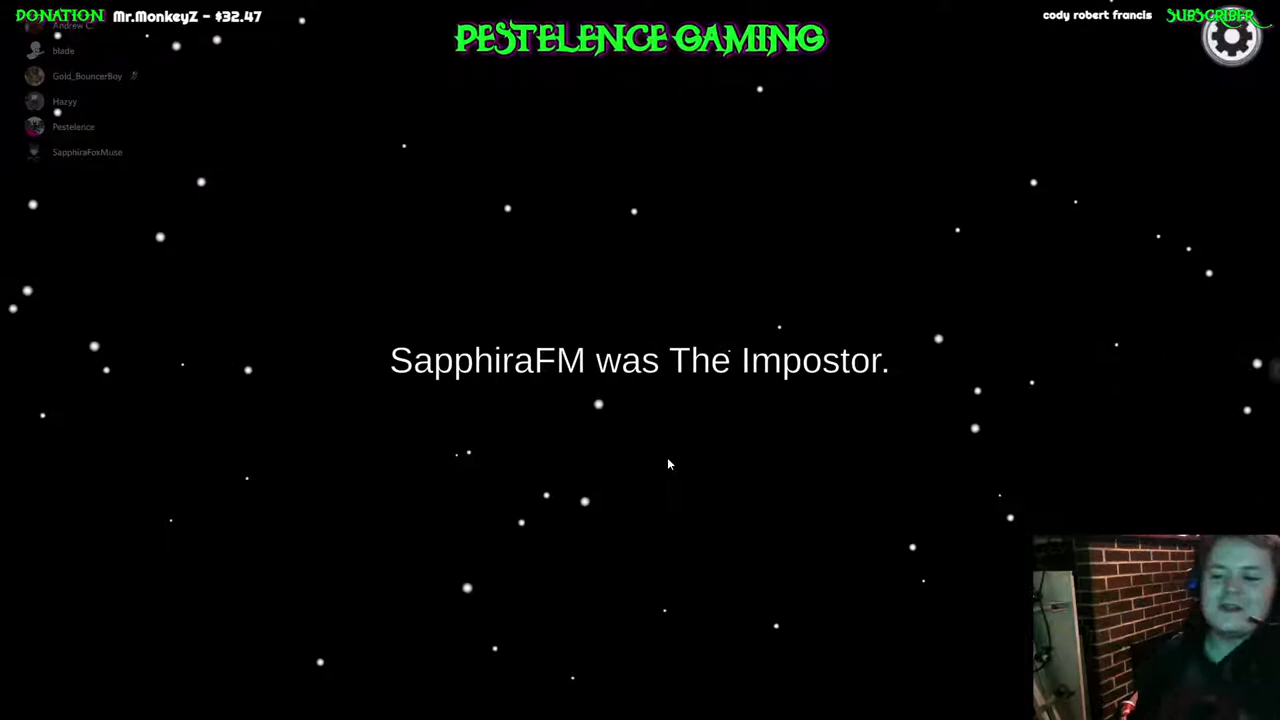 DONATION Mr.MonkeyZ - $32.47
PESTELENCE GAMING
cody robert francis SUBSCRIBER
Andrew C
blade
Gold_BouncerBoy
Hazyy
Pestelence
SapphiraFoxMuse
SapphiraFM was The Impostor.